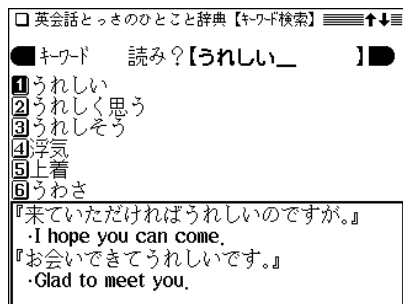 英会話とっさのひとこと辞典【キーワード検索】
キーワード 読み?【うれしい_ 】
1うれしい
2うれしく思う
3うれしそう
4浮気
5上着
6うわさ
『来ていただければうれしいのですが。』
・I hope you can come.
『お会いできてうれしいです。』
・Glad to meet you.